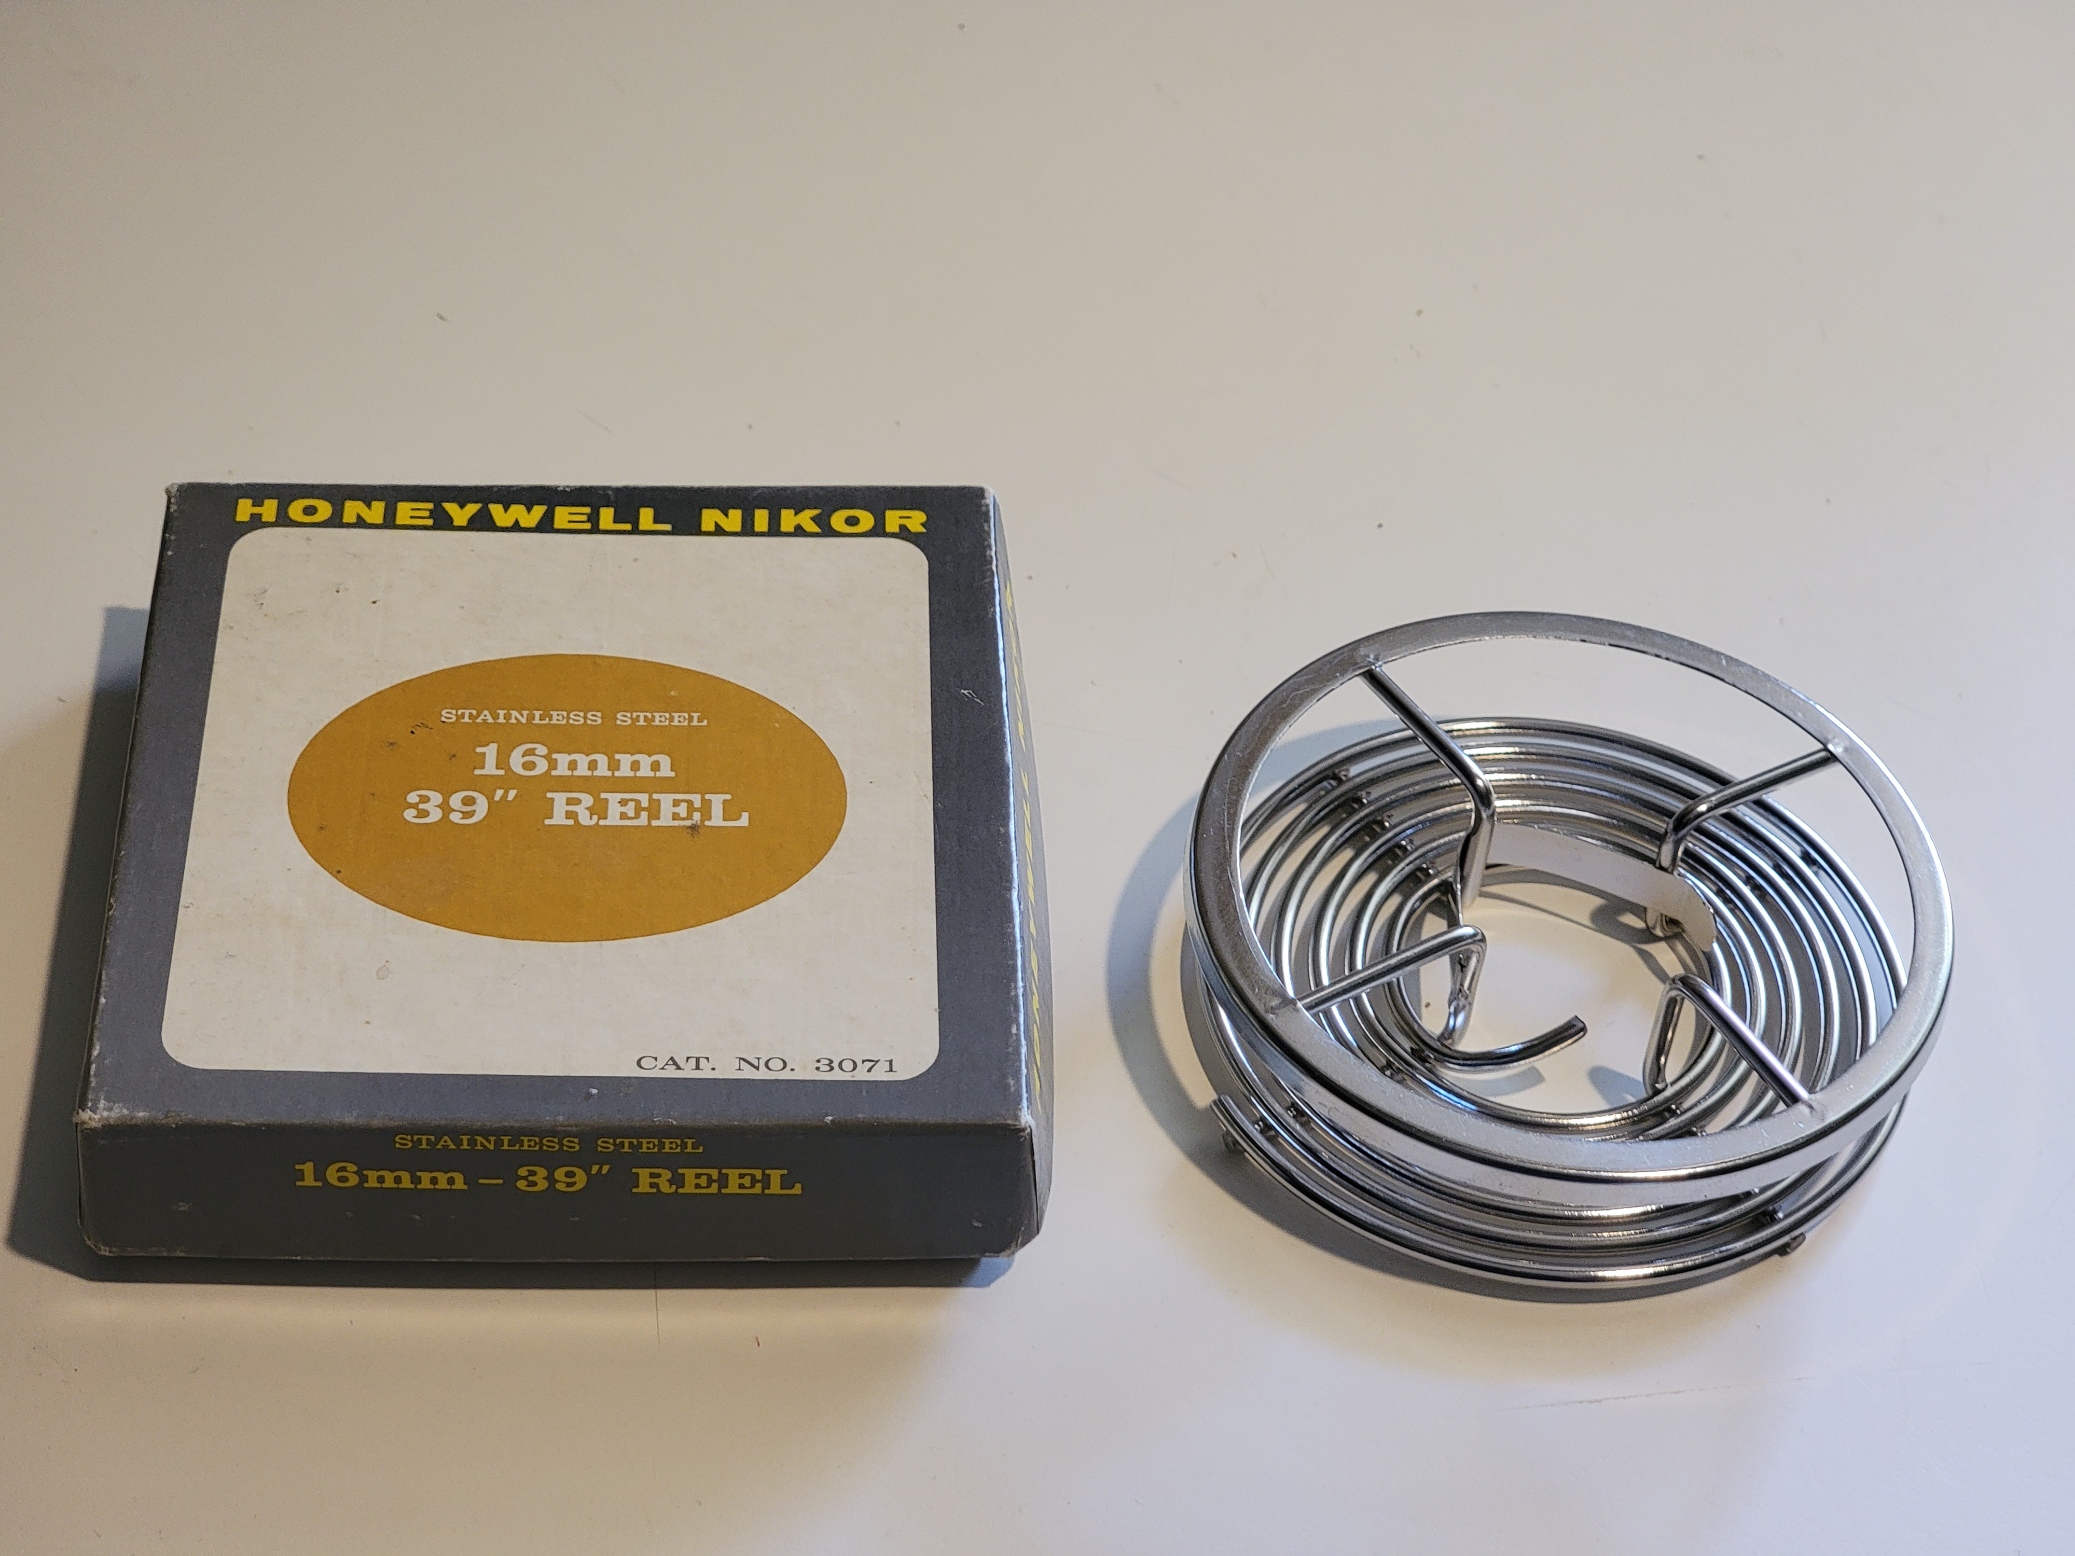 HONEYWELL NIKOR
STAINLESS STEEL
16mm
39" REEL
CAT. NO. 3071
STAINLESS STEEL
16mm – 39" REEL